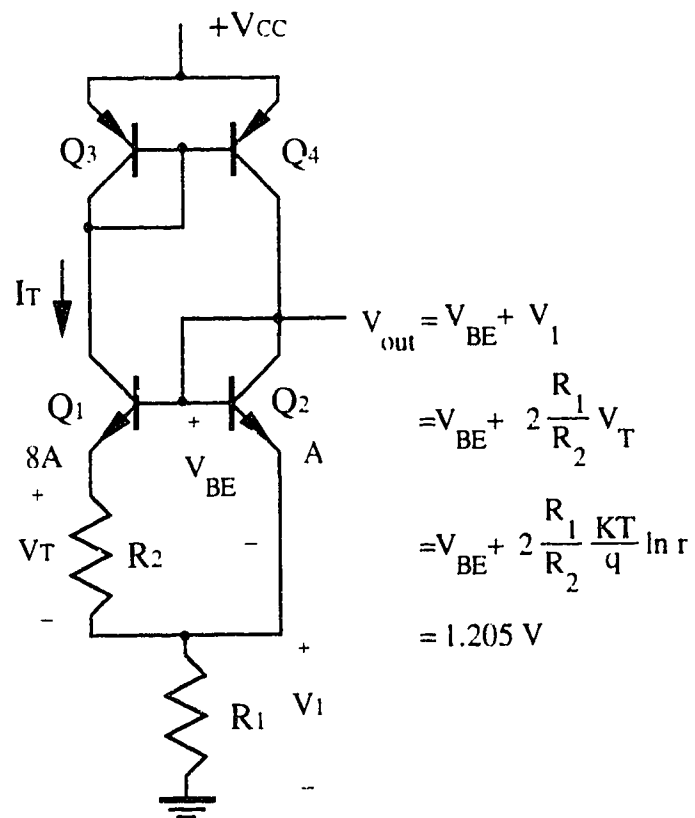 +VCC
Q3
Q4
IT
Vout = VBE + V1
Q1
Q2
+
= VBE + 2 R1/R2 VT
8A
VBE
A
+
VT
R2
−
= VBE + 2 R1/R2 KT/q ln r
−
= 1.205 V
+
R1
V1
−